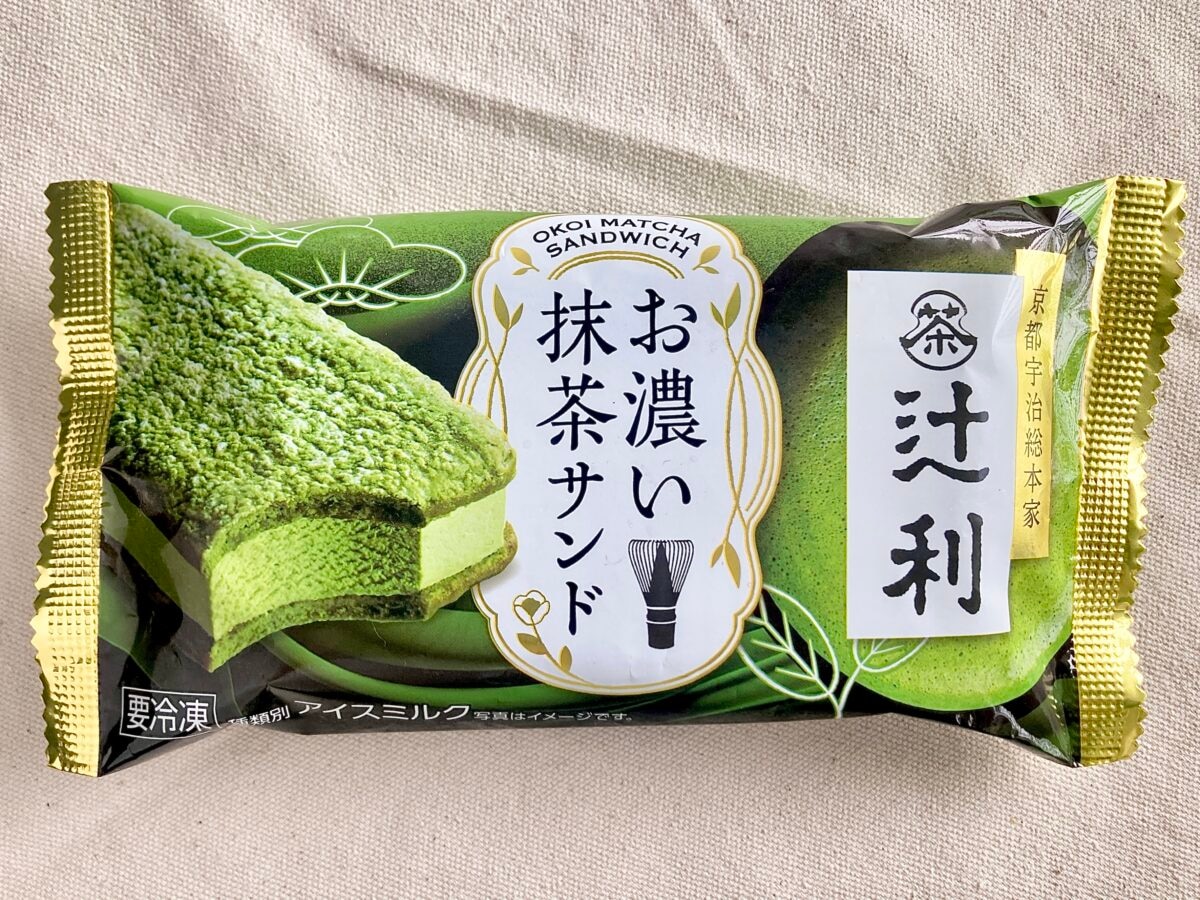 OKOI MATCHA
SANDWICH
お濃い
抹茶サンド
京都宇治総本家
茶
辻利
要冷凍
種類別 アイスミルク 写真はイメージです。